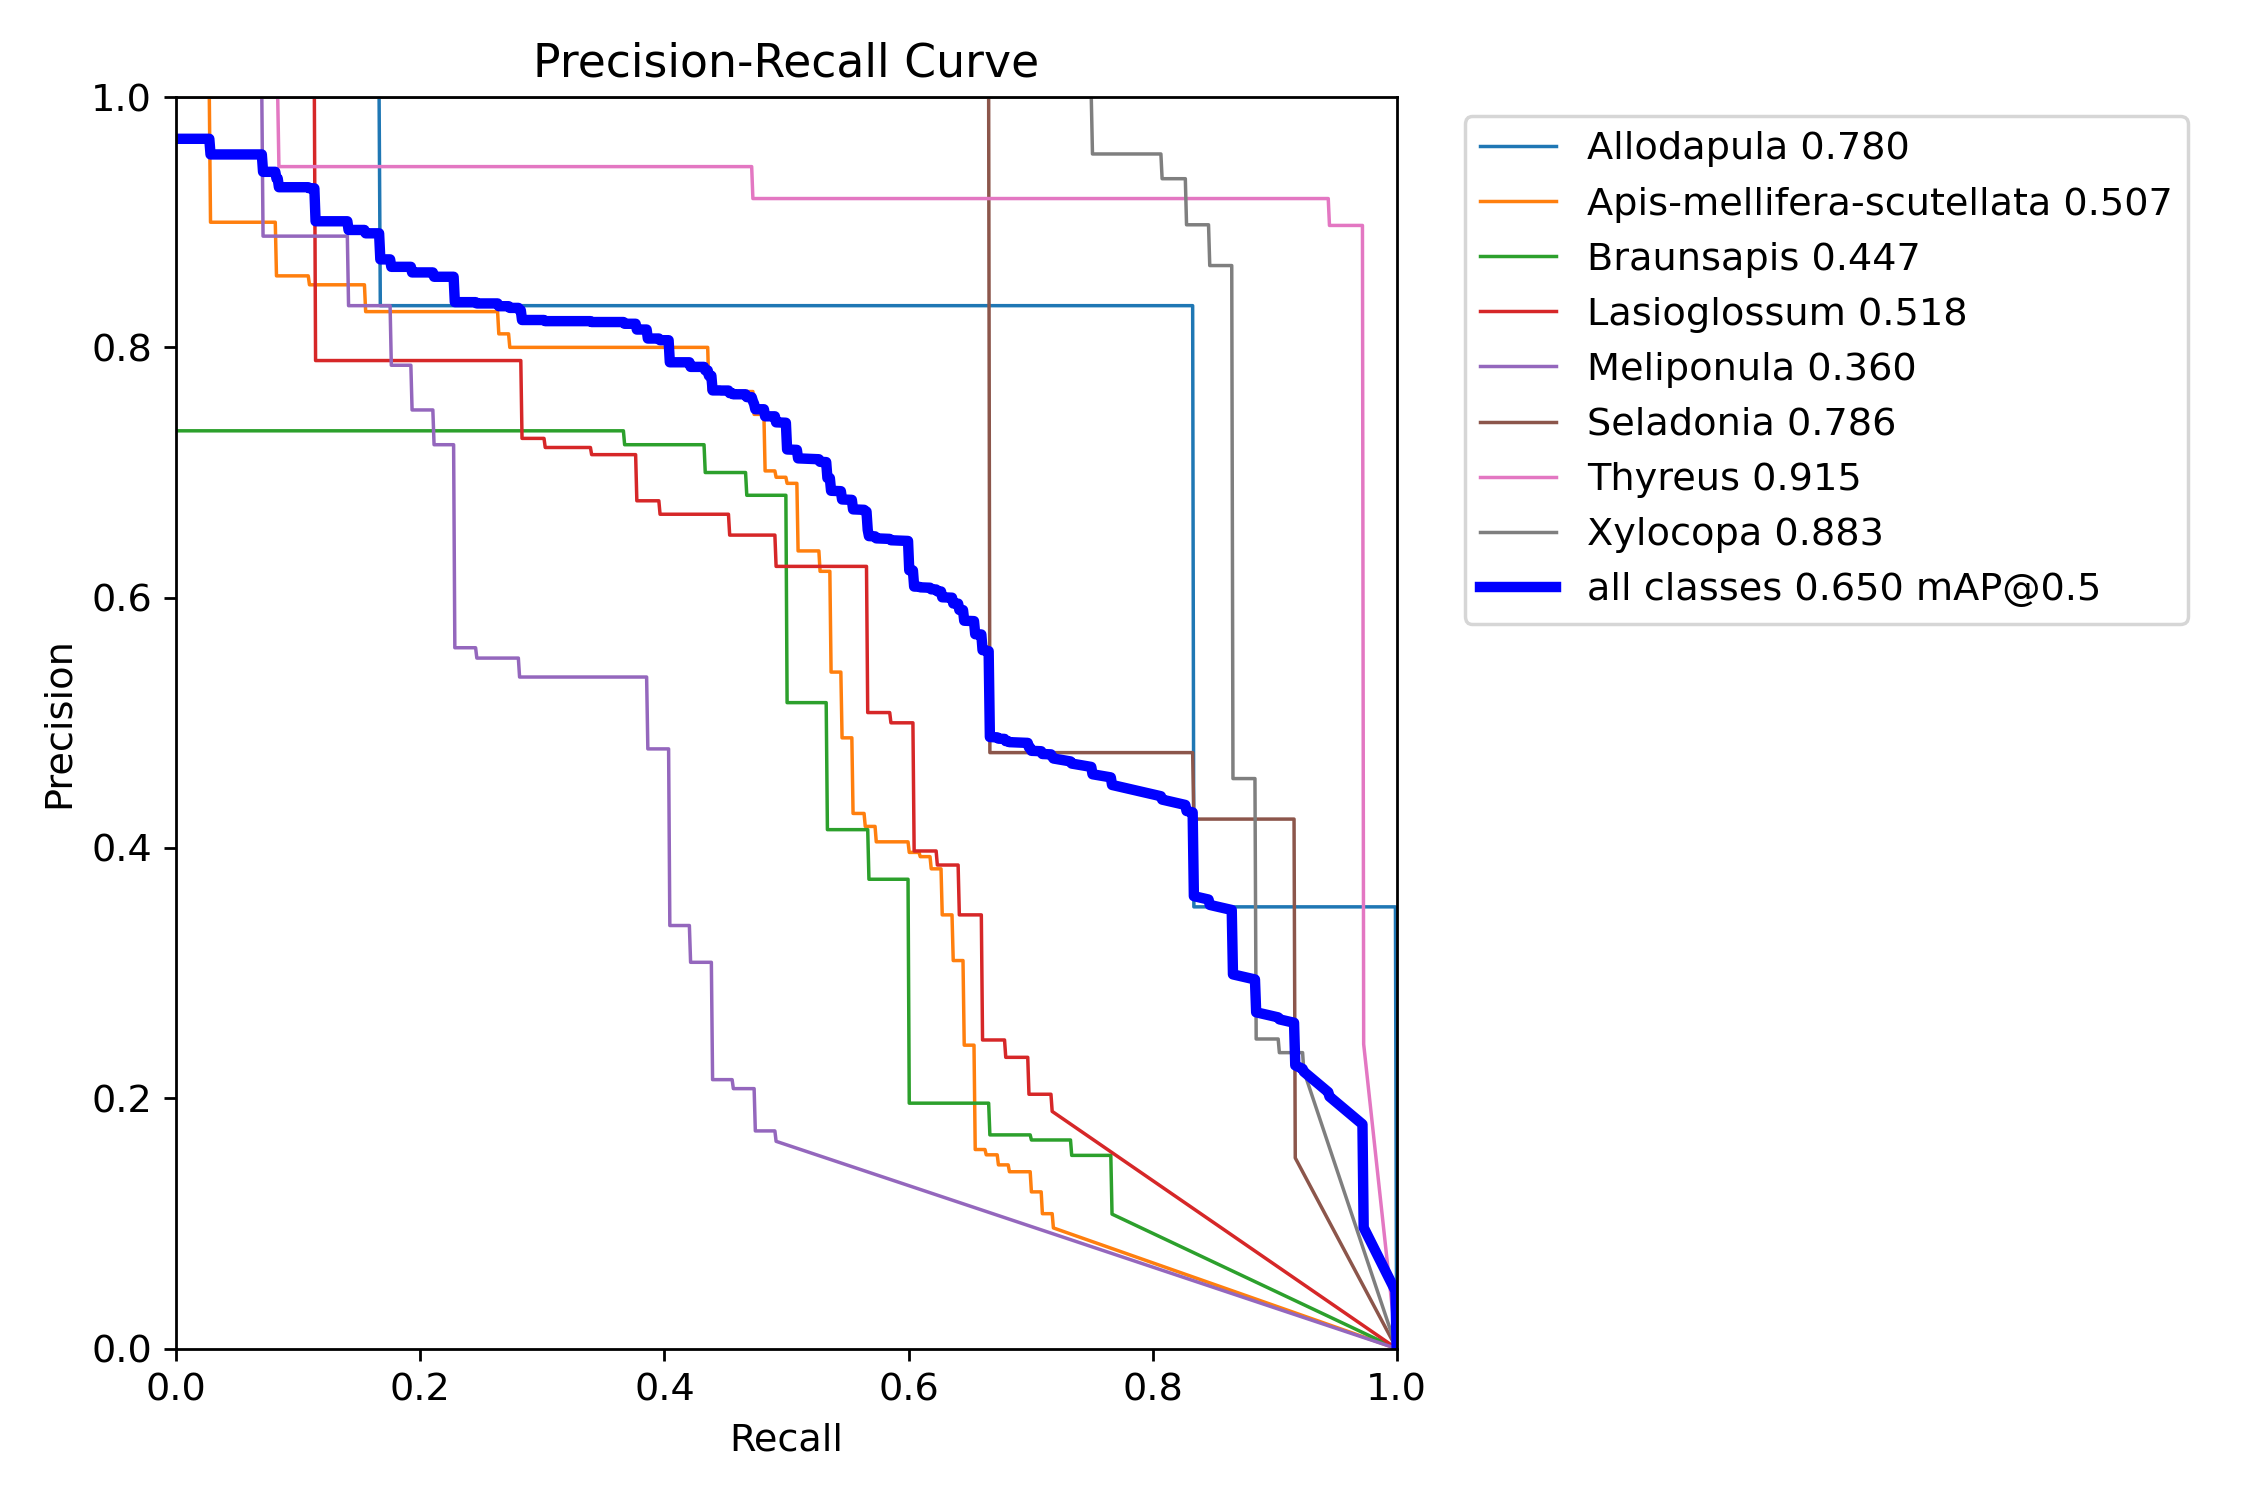 Precision-Recall Curve
1.0
0.8
0.6
0.4
0.2
0.0
Precision
0.0 0.2 0.4 0.6 0.8 1.0
Recall
Allodapula 0.780
Apis-mellifera-scutellata 0.507
Braunsapis 0.447
Lasioglossum 0.518
Meliponula 0.360
Seladonia 0.786
Thyreus 0.915
Xylocopa 0.883
all classes 0.650 mAP@0.5